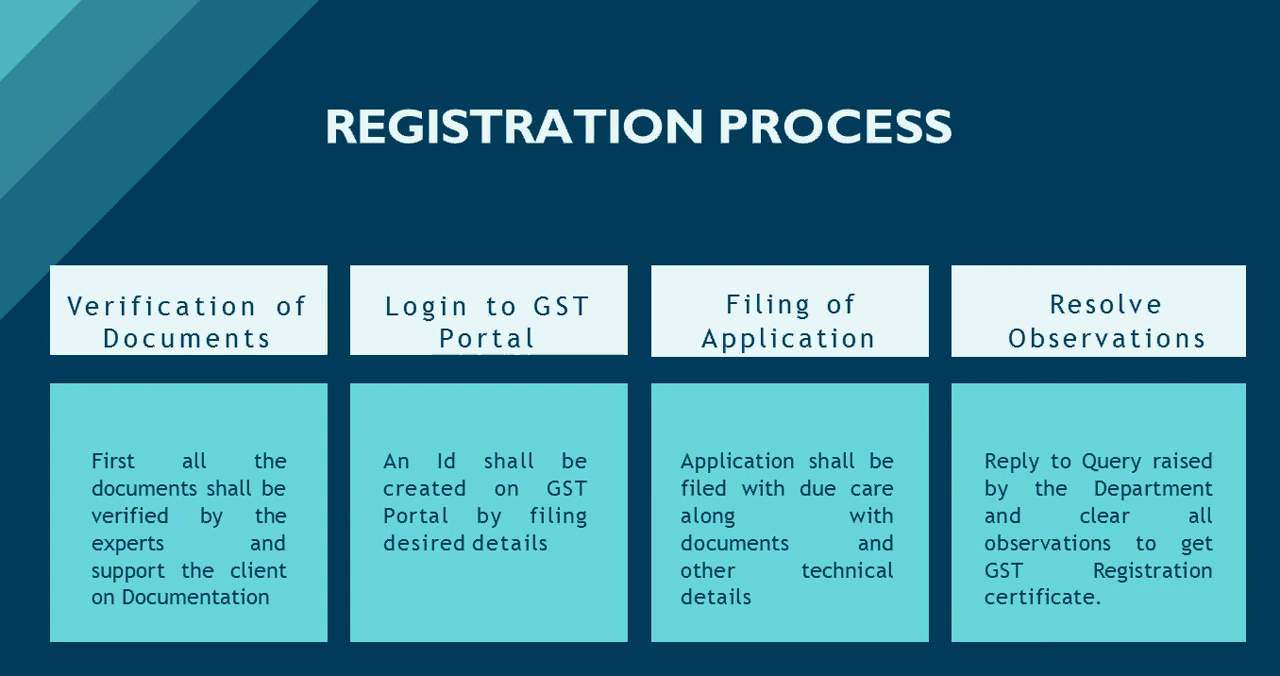 REGISTRATION PROCESS
Verification of
Documents
First all the
documents shall be
verified by the
experts and
support the client
on Documentation
Login to GST
Portal
An Id shall be
created on GST
Portal by filing
desired details
Filing of
Application
Application shall be
filed with due care
along with
documents and
other technical
details
Resolve
Observations
Reply to Query raised
by the Department
and clear all
observations to get
GST Registration
certificate.